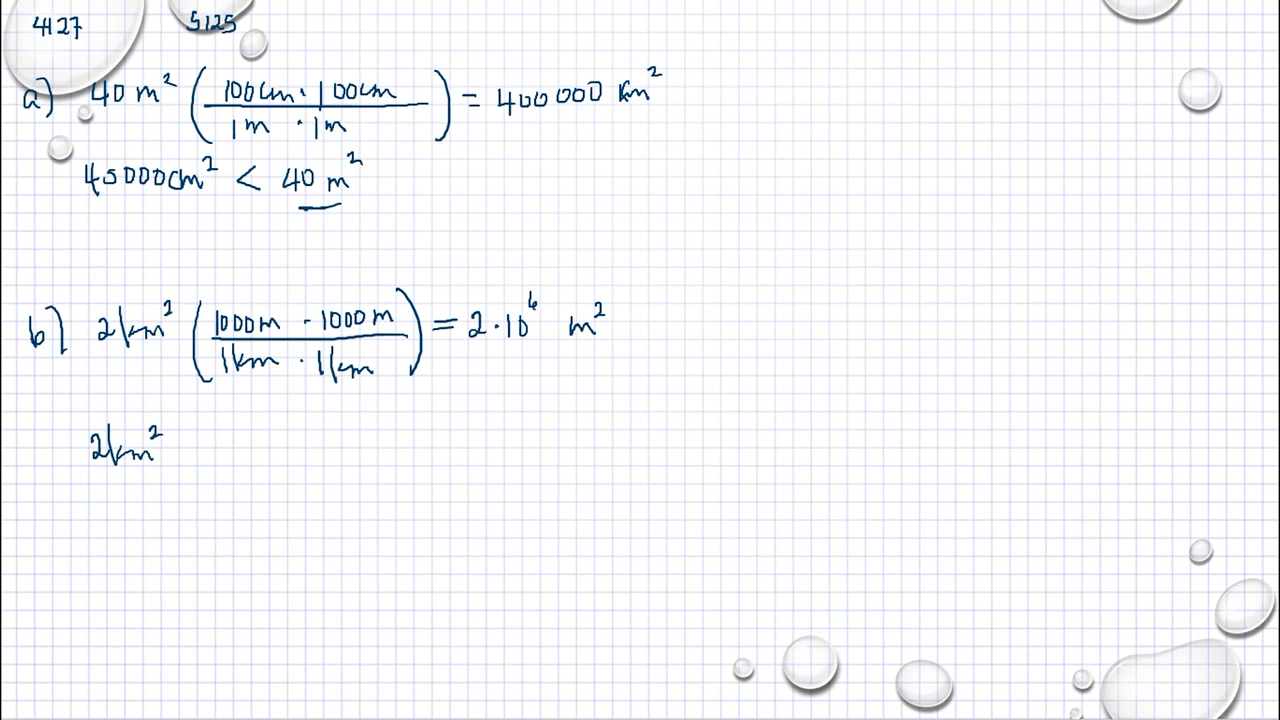 4127 5125
a) 40 m² (100cm · 100cm / 1m · 1m) = 400000 km²
45000cm² < 40 m²
b) 2km² (1000m - 1000m / 1km · 1km) = 2·10⁶ m²
2km²